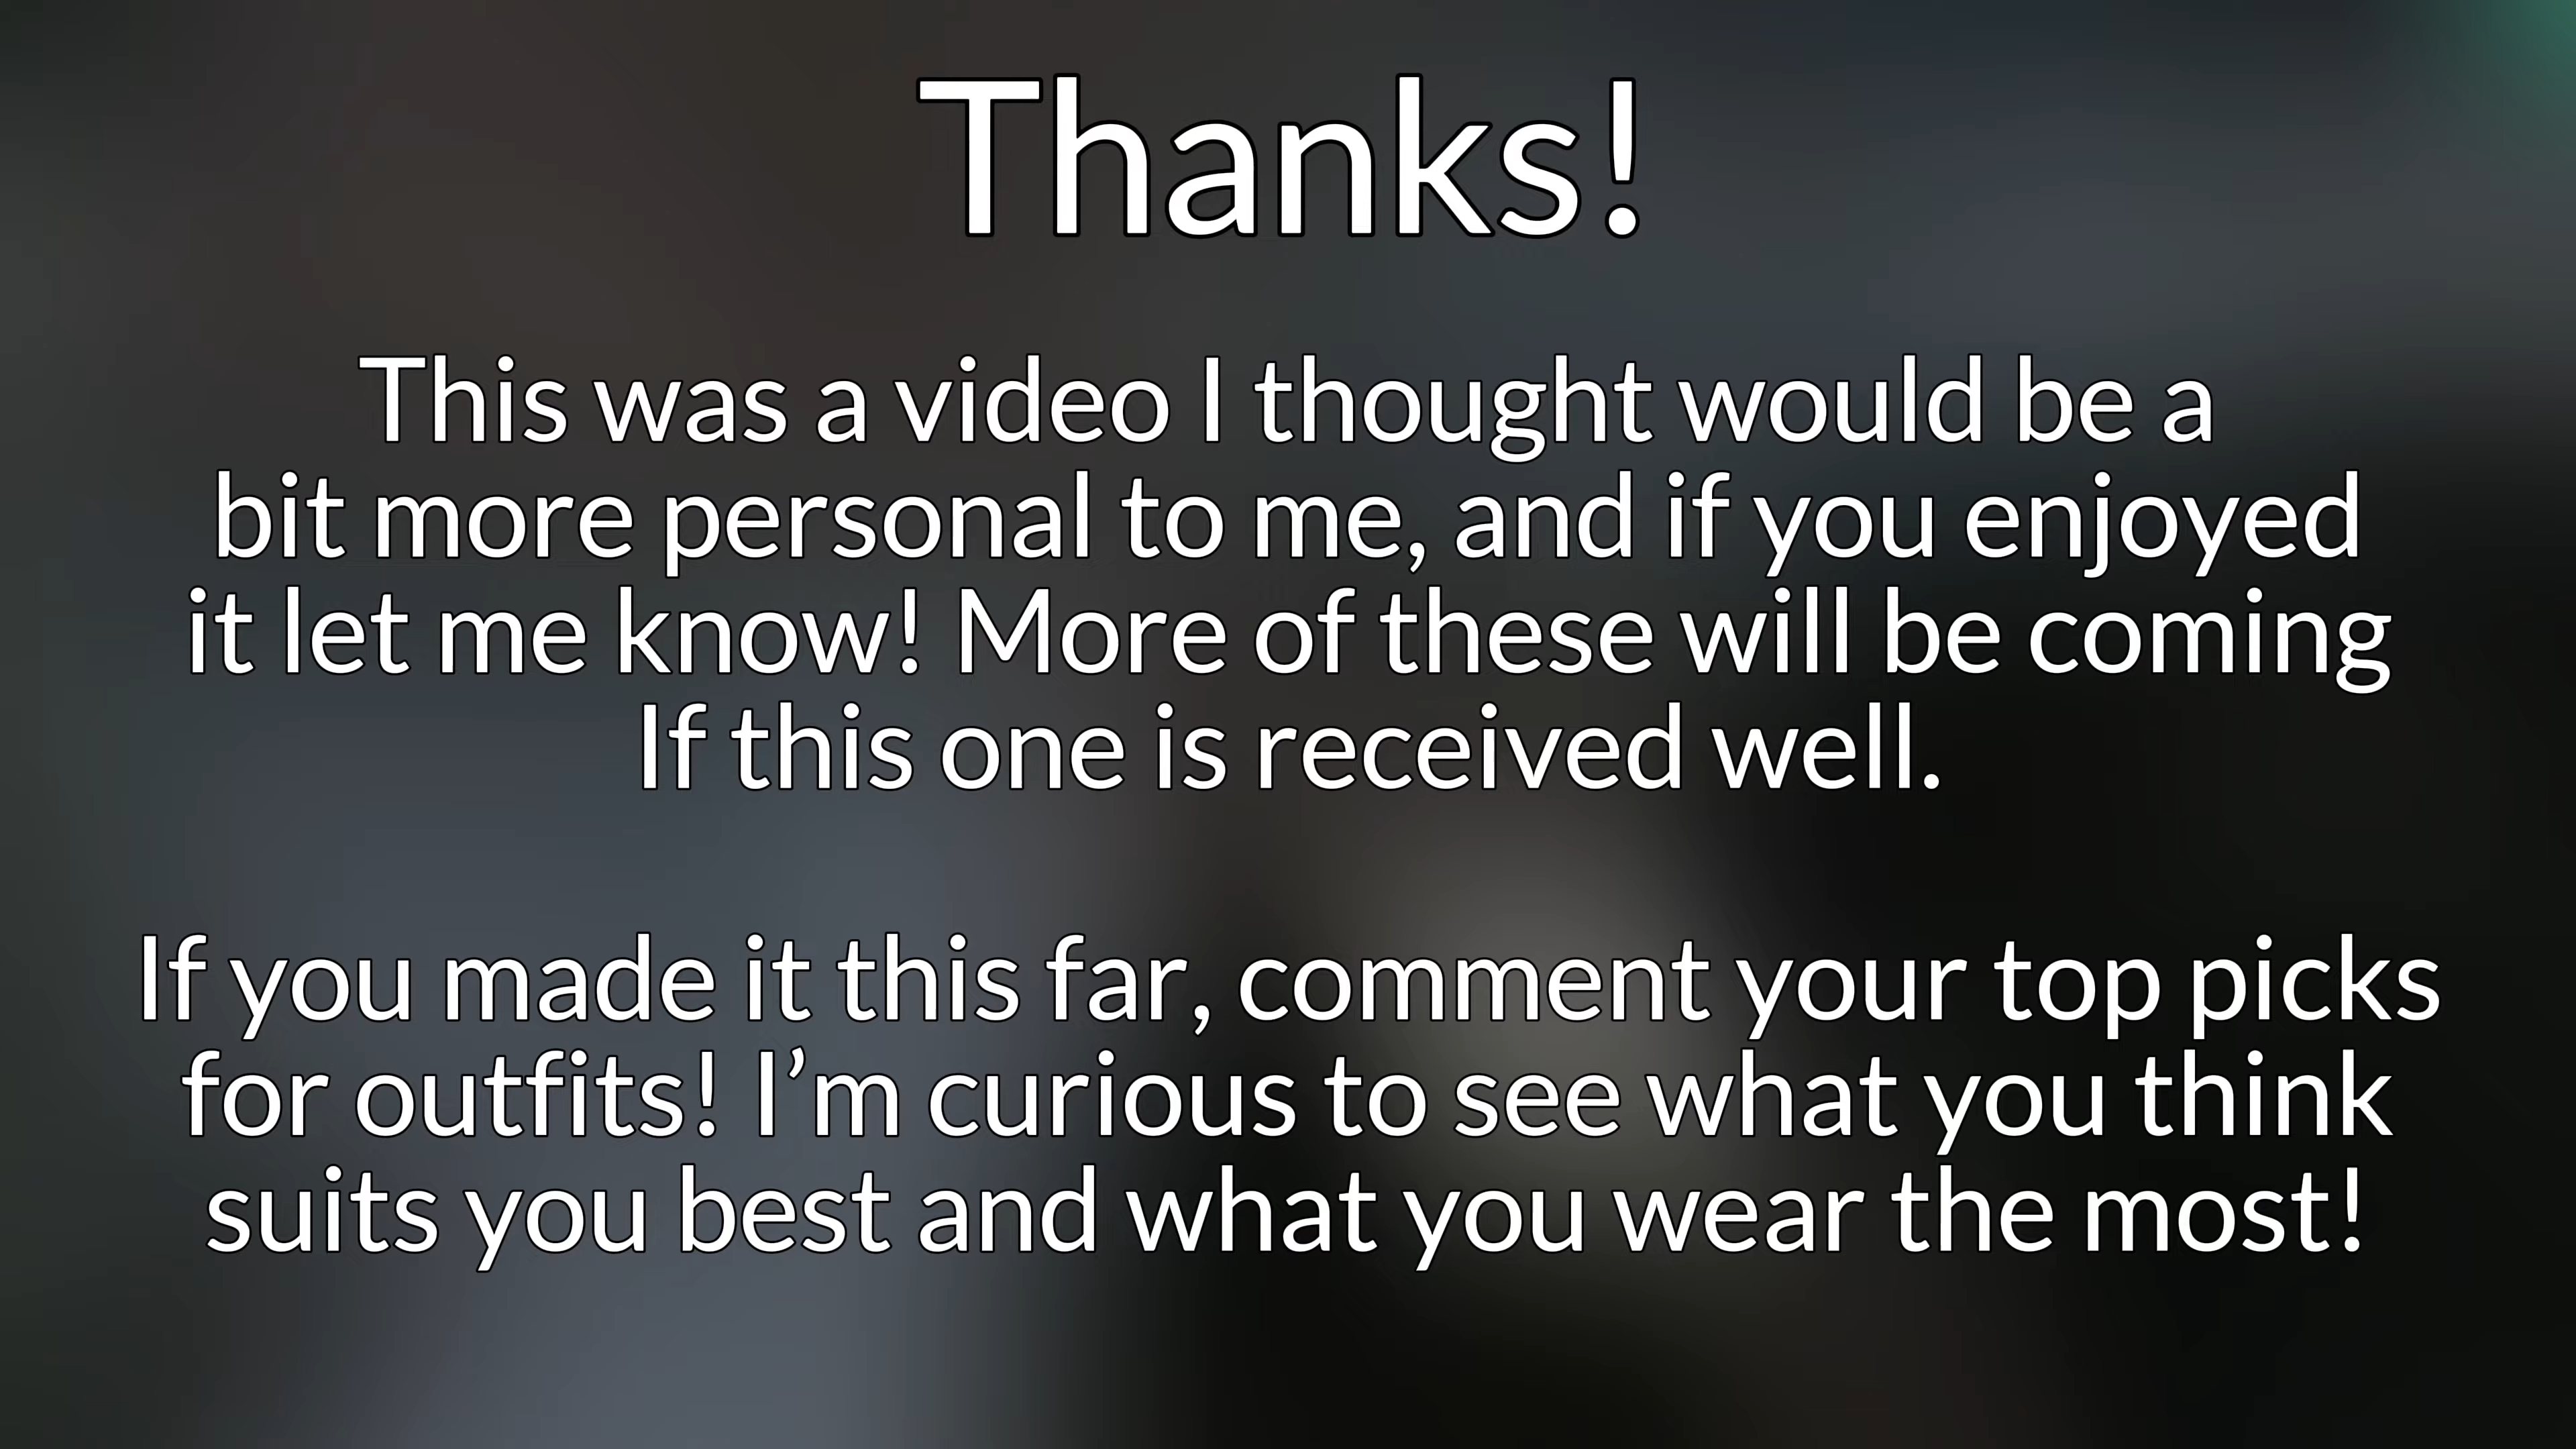 Thanks!
This was a video I thought would be a
bit more personal to me, and if you enjoyed
it let me know! More of these will be coming
If this one is received well.
If you made it this far, comment your top picks
for outfits! I’m curious to see what you think
suits you best and what you wear the most!